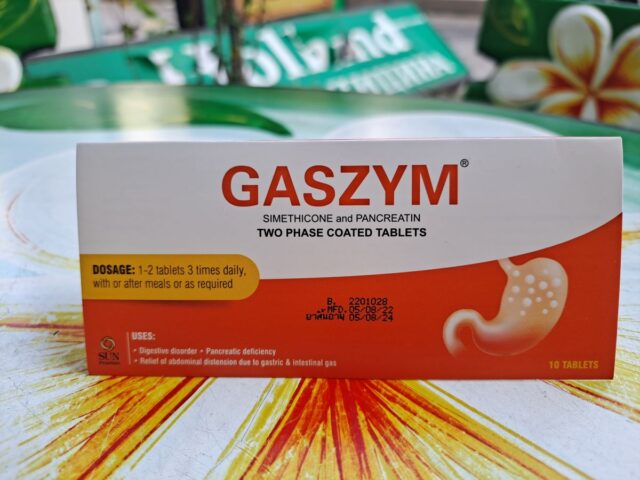 GASZYM®
SIMETHICONE and PANCREATIN
TWO PHASE COATED TABLETS
DOSAGE: 1-2 tablets 3 times daily,
with or after meals or as required
B. 2201028
MFD. 05/08/22
ยาสิ้นอายุ 05/08/24
USES:
• Digestive disorder • Pancreatic deficiency
• Relief of abdominal distension due to gastric & intestinal gas
SUN
10 TABLETS